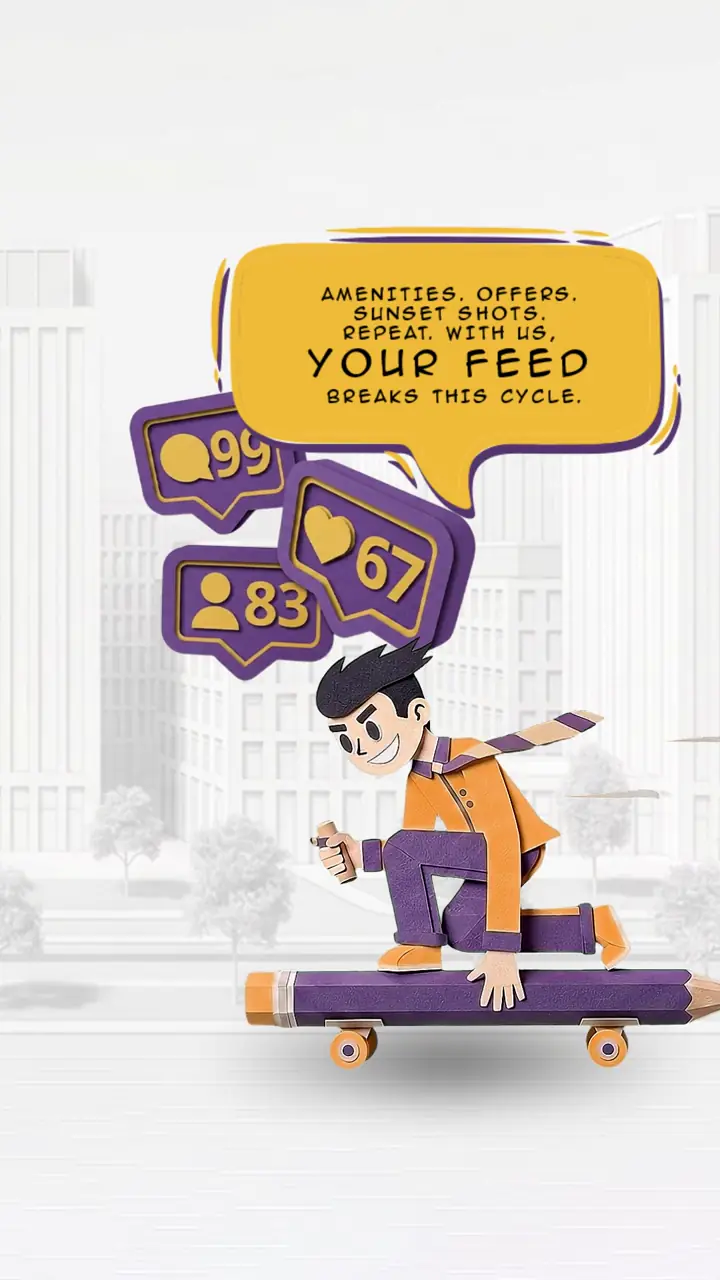 AMENITIES. OFFERS.
SUNSET SHOTS.
REPEAT. WITH US,
YOUR FEED
BREAKS THIS CYCLE.
99
67
83